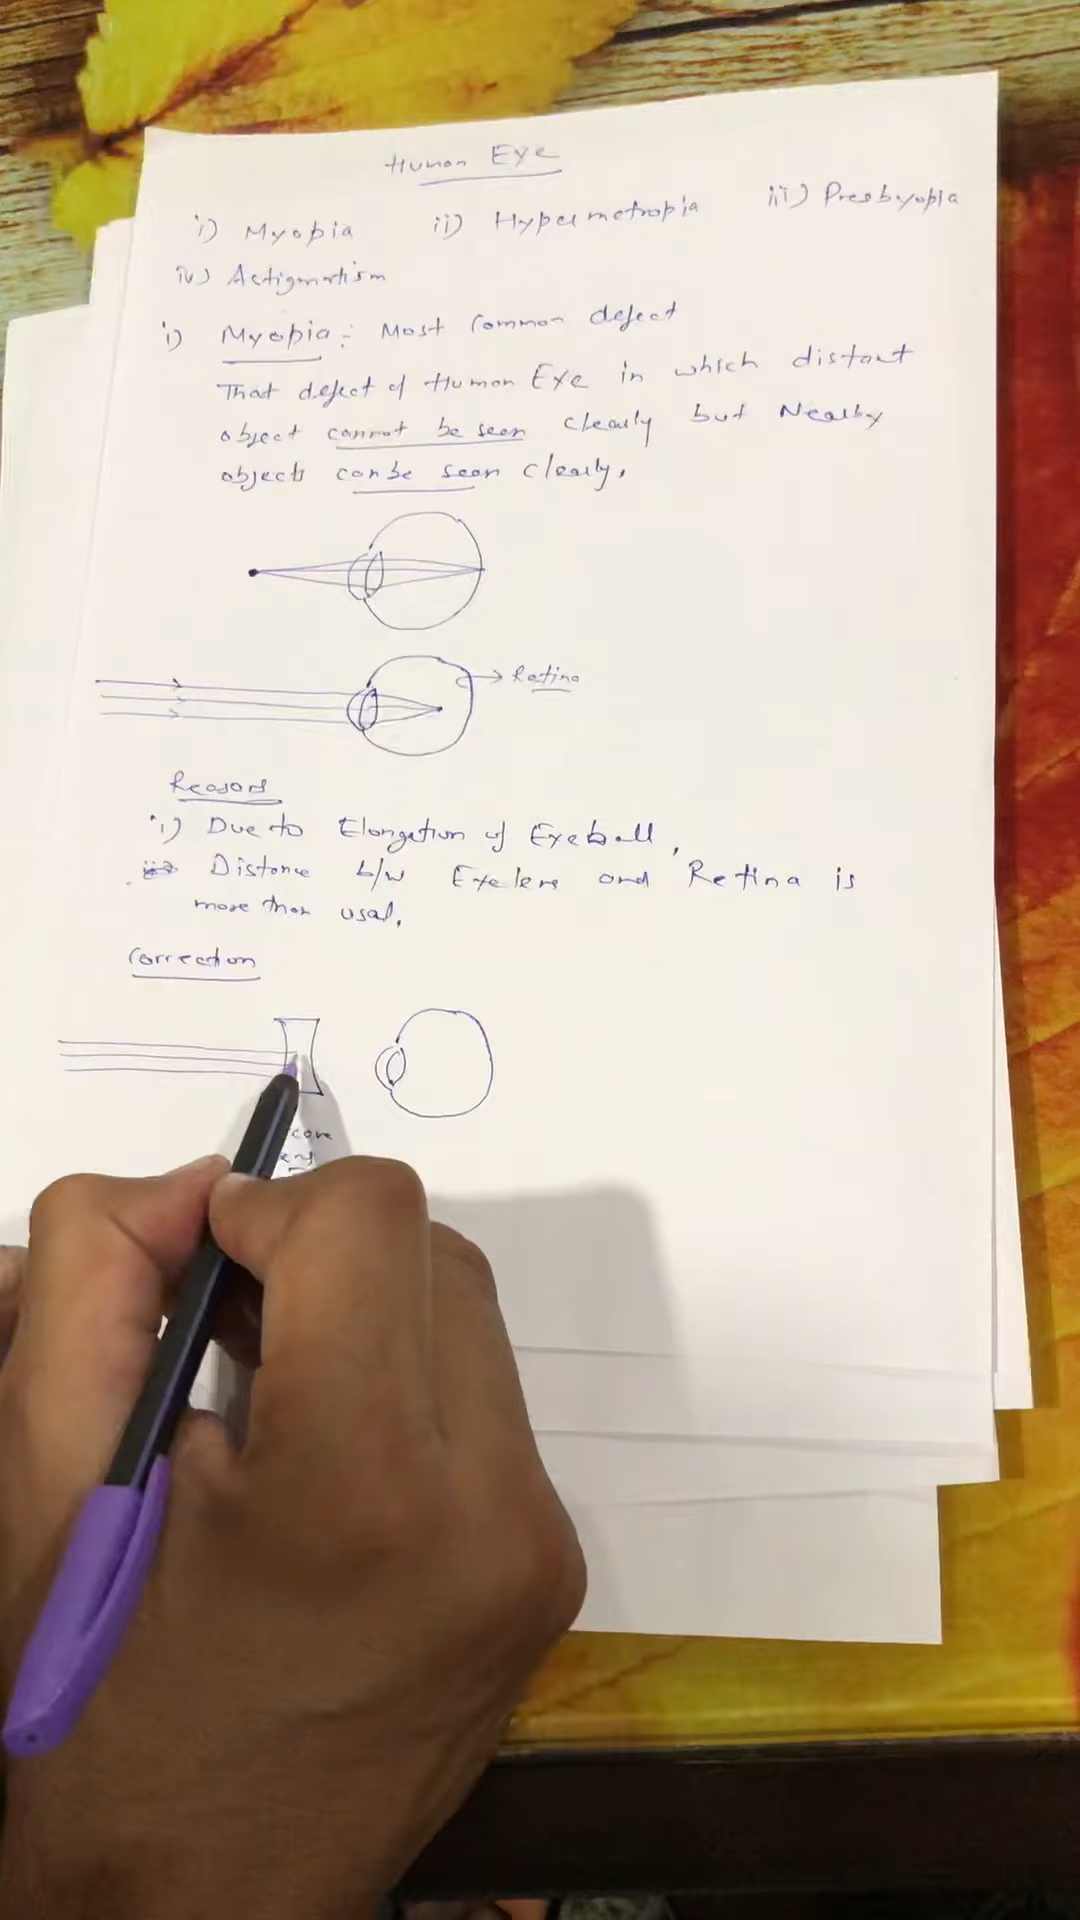 Human Eye
i) Myopia ii) Hypermetropia iii) Presbyopia
iv) Astigmatism
i) Myopia : Most Common defect
That defect of Human Eye in which distant
object cannot be seen clearly but Nearby
objects can be seen clearly.
Retina
Reasons
i) Due to Elongation of Eyeball,
Distance b/w Eyelens and Retina is
more than usal.
Correction